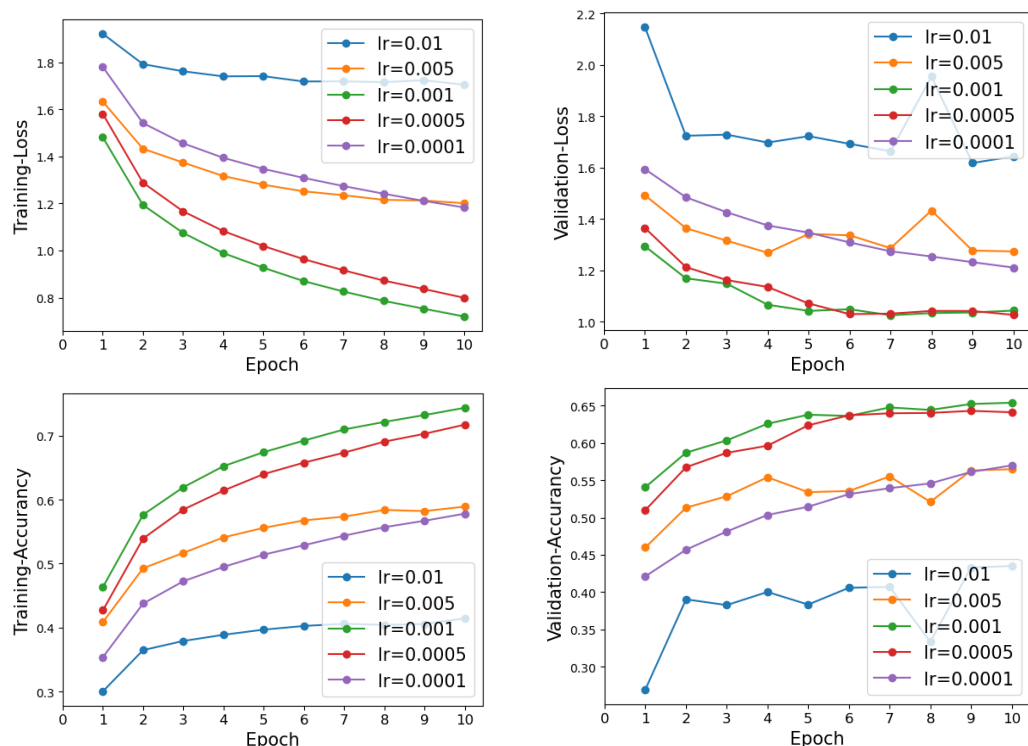 Training-Loss
1.8
1.6
1.4
1.2
1.0
0.8
0 1 2 3 4 5 6 7 8 9 10
Epoch
lr=0.01
lr=0.005
lr=0.001
lr=0.0005
lr=0.0001
Validation-Loss
2.2
2.0
1.8
1.6
1.4
1.2
1.0
0 1 2 3 4 5 6 7 8 9 10
Epoch
lr=0.01
lr=0.005
lr=0.001
lr=0.0005
lr=0.0001
Training-Accurancy
0.7
0.6
0.5
0.4
0.3
0 1 2 3 4 5 6 7 8 9 10
Epoch
lr=0.01
lr=0.005
lr=0.001
lr=0.0005
lr=0.0001
Validation-Accurancy
0.65
0.60
0.55
0.50
0.45
0.40
0.35
0.30
0 1 2 3 4 5 6 7 8 9 10
Epoch
lr=0.01
lr=0.005
lr=0.001
lr=0.0005
lr=0.0001